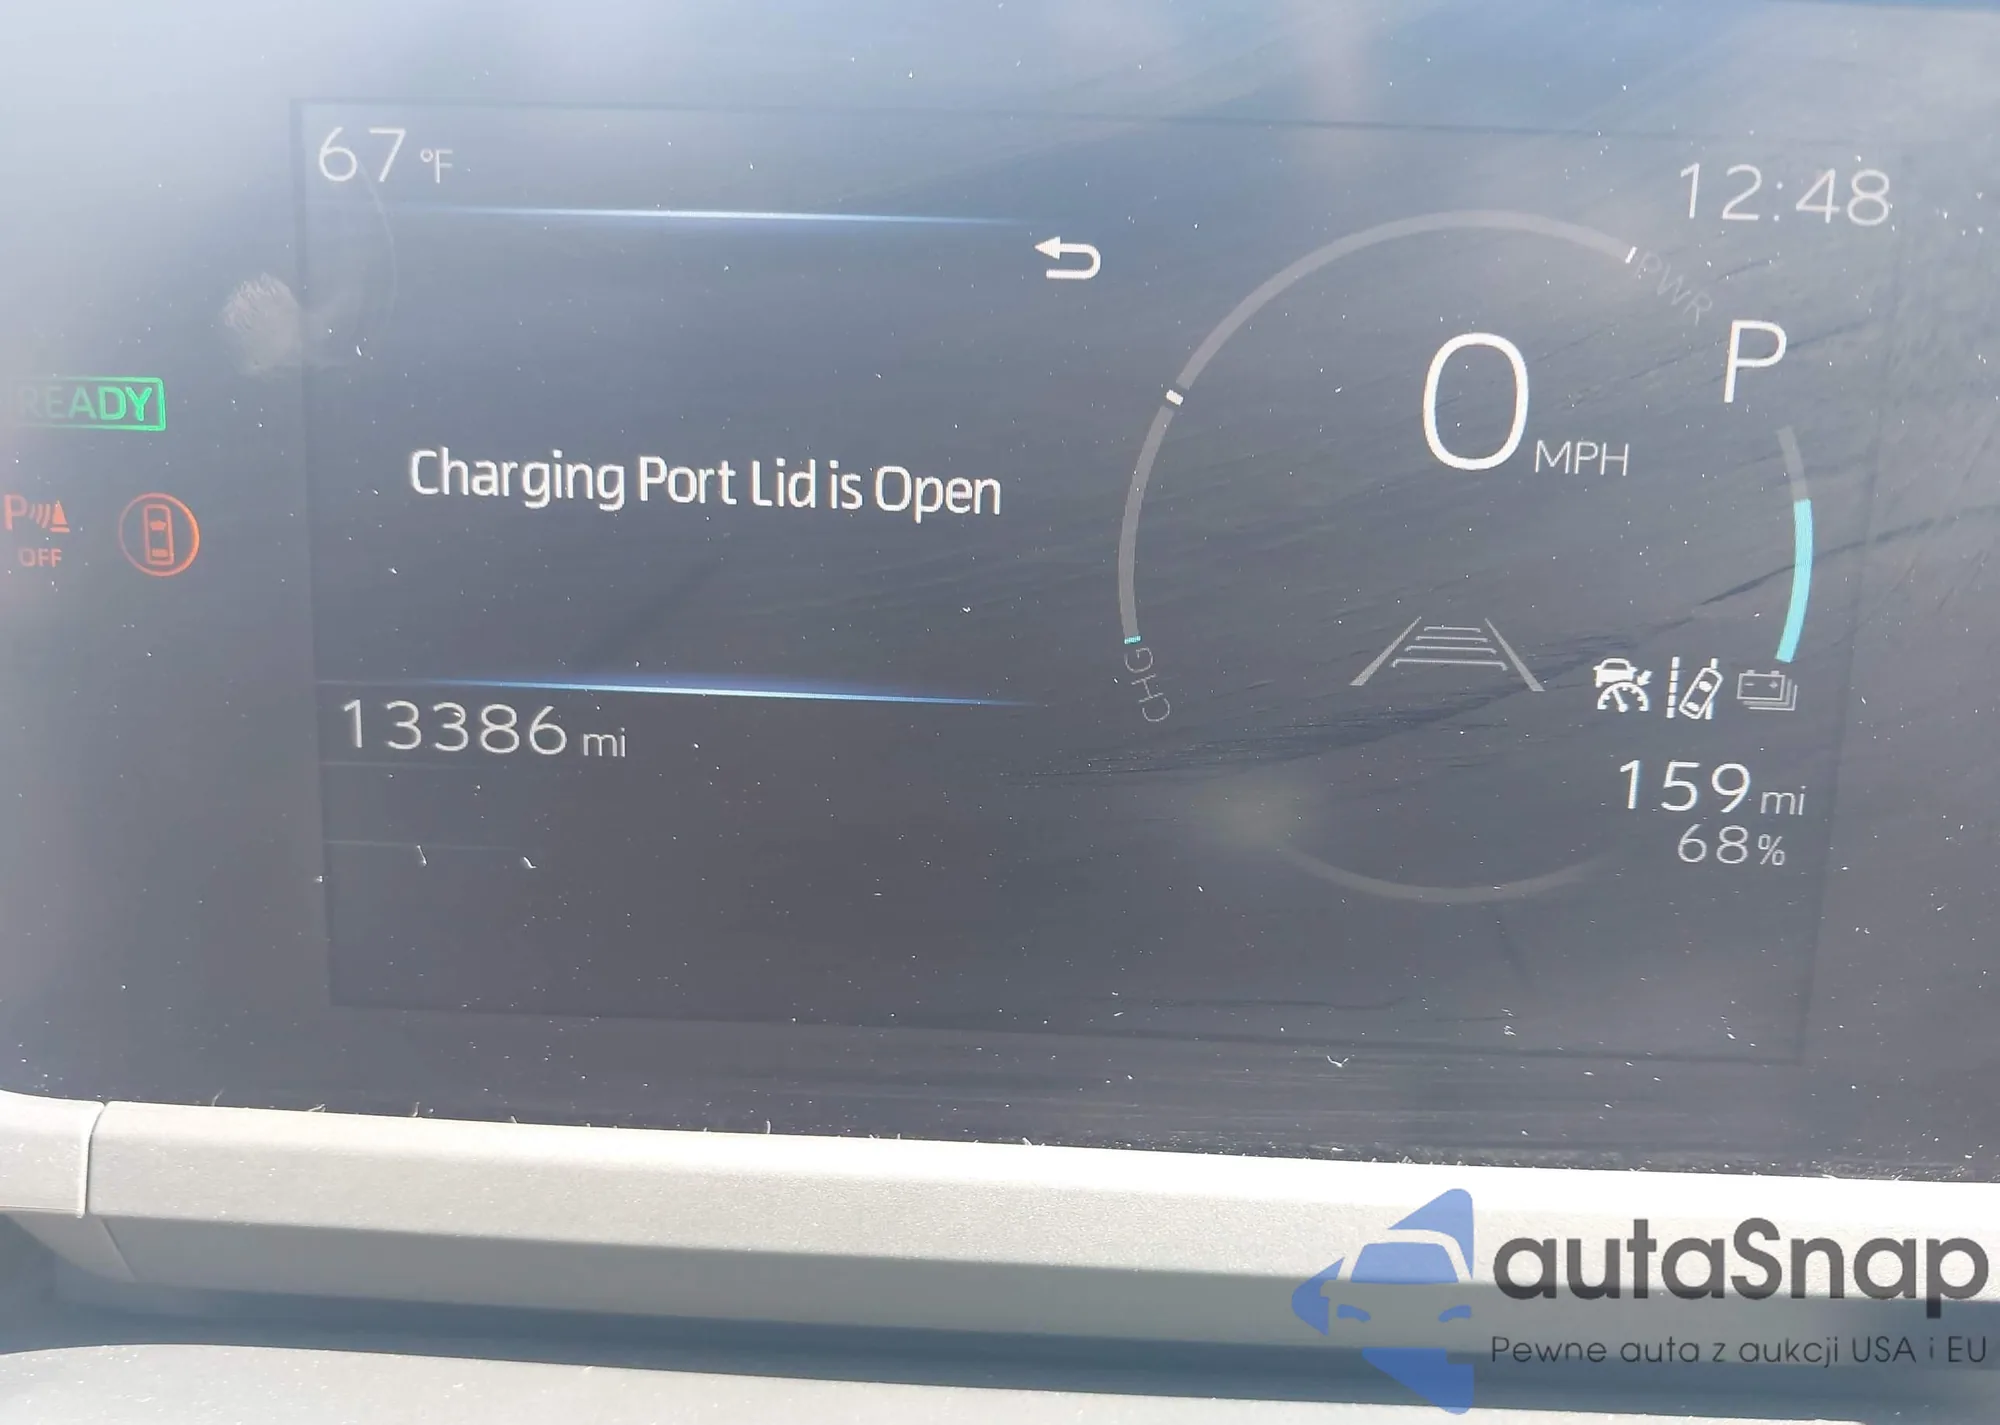 67 °F
12:48
PWR
P
READY
0 MPH
Charging Port Lid is Open
P
OFF
CHG
13386 mi
159 mi
68%
autaSnap
Pewne auta z aukcji USA i EU